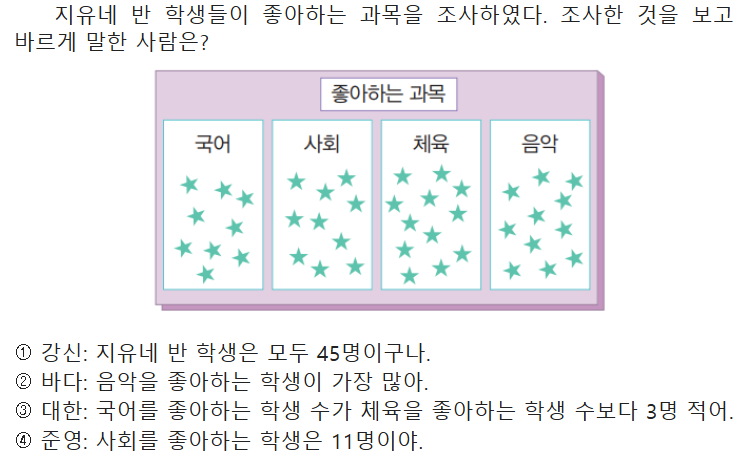 지유네 반 학생들이 좋아하는 과목을 조사하였다. 조사한 것을 보고
바르게 말한 사람은?
좋아하는 과목
국어 사회 체육 음악
① 강신: 지유네 반 학생은 모두 45명이구나.
② 바다: 음악을 좋아하는 학생이 가장 많아.
③ 대한: 국어를 좋아하는 학생 수가 체육을 좋아하는 학생 수보다 3명 적어.
④ 준영: 사회를 좋아하는 학생은 11명이야.